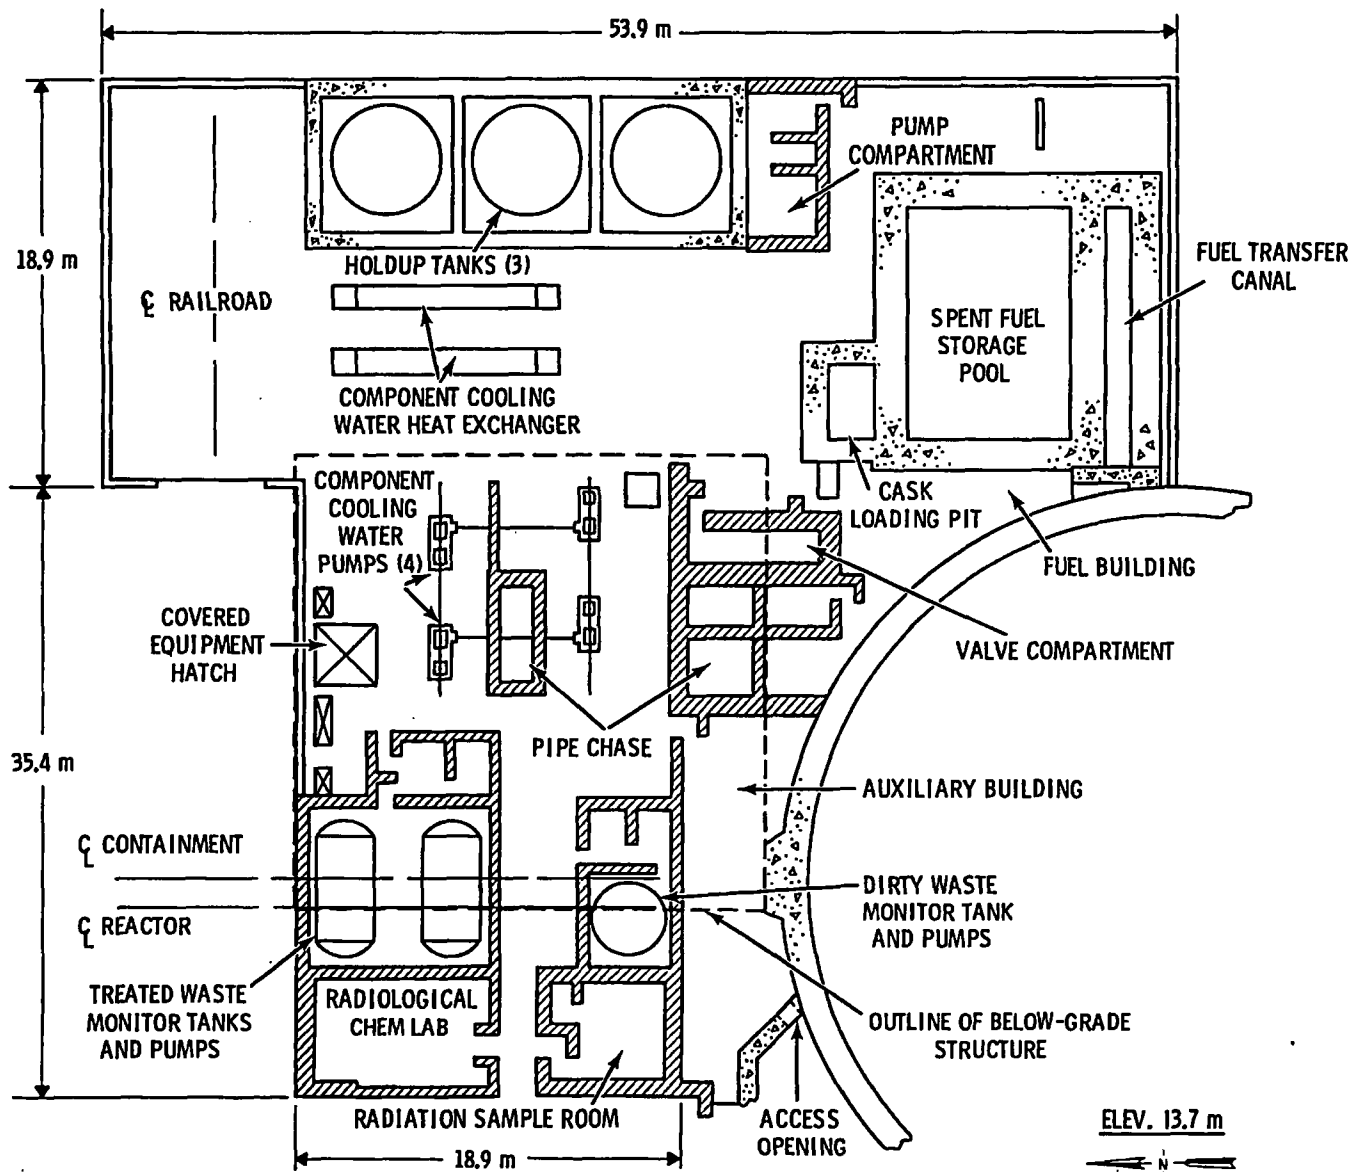 53.9 m
PUMP
COMPARTMENT
18.9 m
HOLDUP TANKS (3)
FUEL TRANSFER
CANAL
℄ RAILROAD
SPENT FUEL
STORAGE
POOL
COMPONENT COOLING
WATER HEAT EXCHANGER
COMPONENT
COOLING
WATER
PUMPS (4)
CASK
LOADING PIT
FUEL BUILDING
COVERED
EQUIPMENT
HATCH
VALVE COMPARTMENT
PIPE CHASE
35.4 m
AUXILIARY BUILDING
℄ CONTAINMENT
℄ REACTOR
DIRTY WASTE
MONITOR TANK
AND PUMPS
TREATED WASTE
MONITOR TANKS
AND PUMPS
RADIOLOGICAL
CHEM LAB
OUTLINE OF BELOW-GRADE
STRUCTURE
RADIATION SAMPLE ROOM
ACCESS
OPENING
18.9 m
ELEV. 13.7 m
N